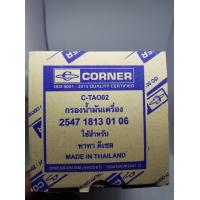 CORNER
ISO 9001 : 2015 QUALITY CERTIFIED
C-TAO02
กรองน้ำมันเครื่อง
2547 1813 01 06
ใช้สำหรับ
ทาทา ดีเซล
MADE IN THAILAND